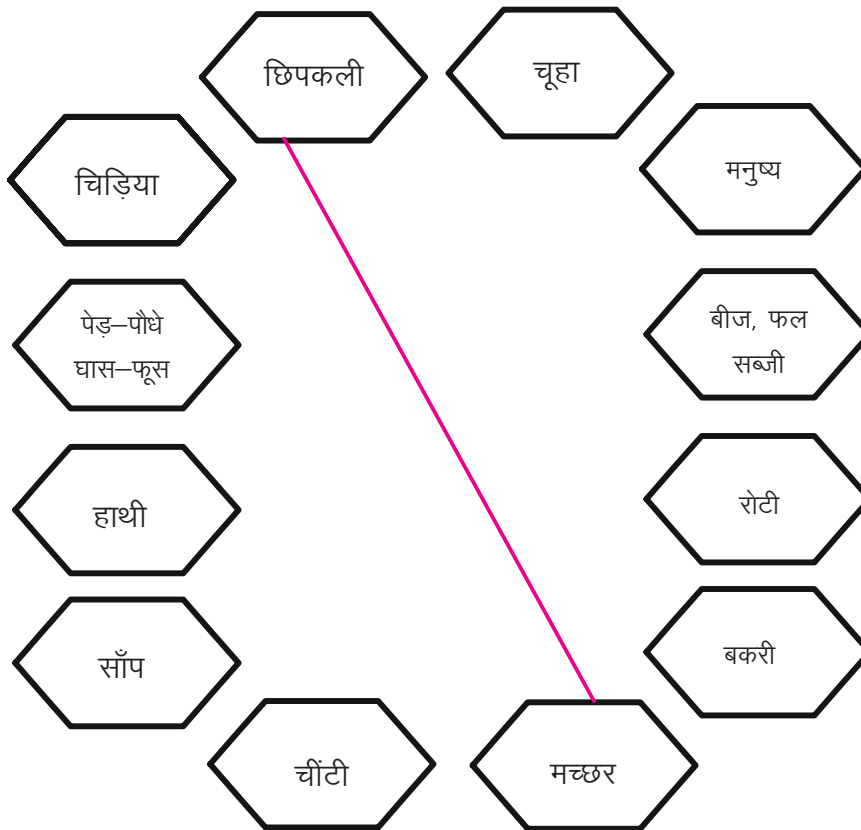 छिपकली
चूहा
चिड़िया
मनुष्य
पेड़–पौधे
घास–फूस
बीज, फल
सब्जी
हाथी
रोटी
साँप
बकरी
चींटी
मच्छर